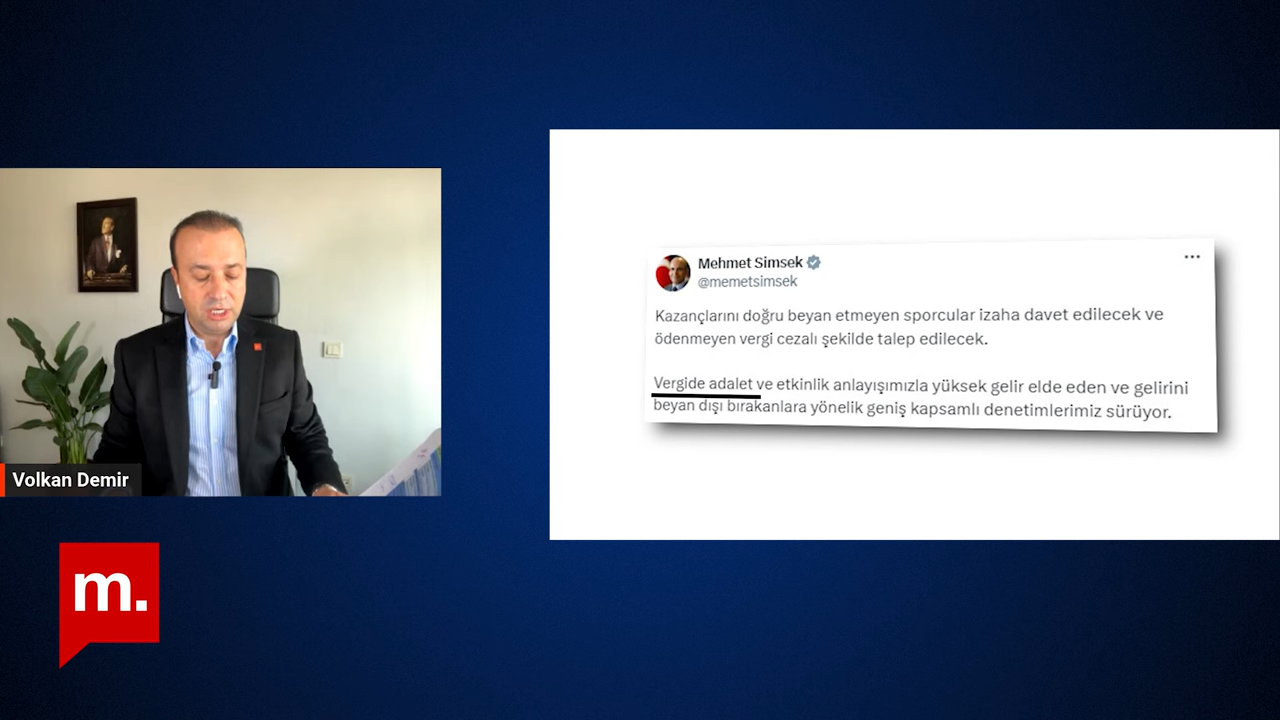 Volkan Demir
m.
Mehmet Simsek
@memetsimsek
Kazançlarını doğru beyan etmeyen sporcular izaha davet edilecek ve
ödenmeyen vergi cezalı şekilde talep edilecek.
Vergide adalet ve etkinlik anlayışımızla yüksek gelir elde eden ve gelirini
beyan dışı bırakanlara yönelik geniş kapsamlı denetimlerimiz sürüyor.